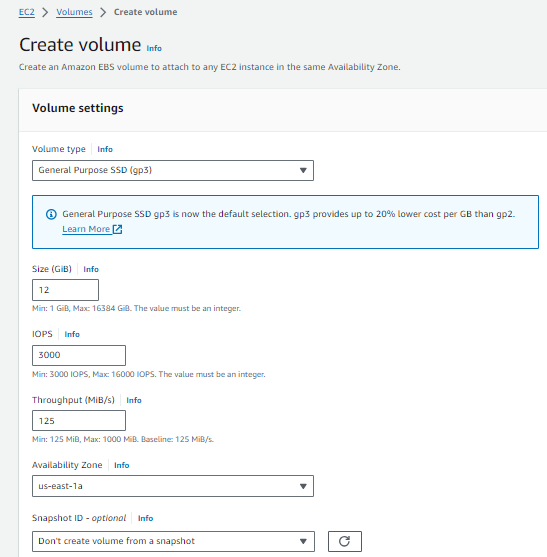 EC2 > Volumes > Create volume
Create volume Info
Create an Amazon EBS volume to attach to any EC2 instance in the same Availability Zone.
Volume settings
Volume type Info
General Purpose SSD (gp3)
General Purpose SSD gp3 is now the default selection. gp3 provides up to 20% lower cost per GB than gp2.
Learn More
Size (GiB) Info
12
Min: 1 GiB, Max: 16384 GiB. The value must be an integer.
IOPS Info
3000
Min: 3000 IOPS, Max: 16000 IOPS. The value must be an integer.
Throughput (MiB/s) Info
125
Min: 125 MiB, Max: 1000 MiB. Baseline: 125 MiB/s.
Availability Zone Info
us-east-1a
Snapshot ID - optional Info
Don't create volume from a snapshot